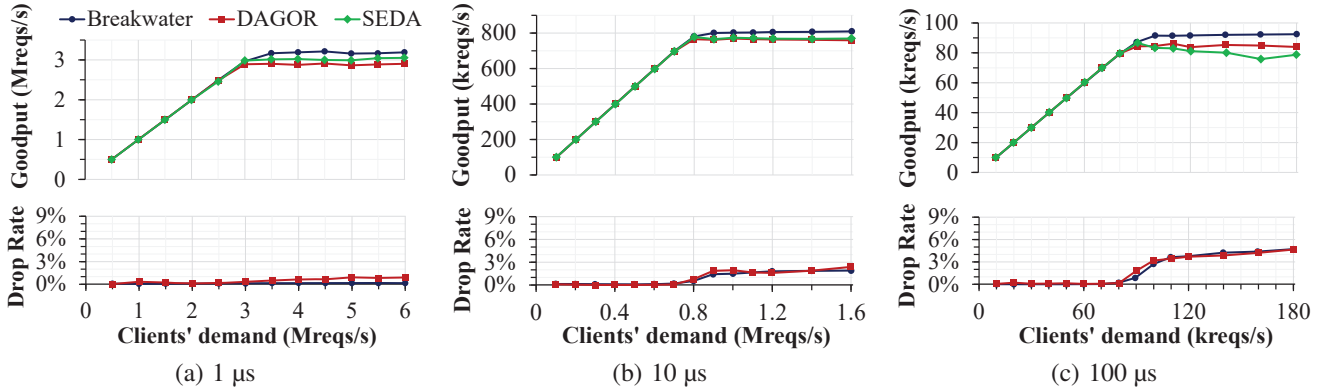 Breakwater DAGOR SEDA
Goodput (Mreqs/s)
3
2
1
0
Drop Rate
9%
6%
3%
0%
0 1 2 3 4 5 6
Clients' demand (Mreqs/s)
(a) 1 µs
Goodput (kreqs/s)
800
600
400
200
0
Drop Rate
9%
6%
3%
0%
0 0.4 0.8 1.2 1.6
Clients' demand (Mreqs/s)
(b) 10 µs
Goodput (kreqs/s)
100
80
60
40
20
0
Drop Rate
9%
6%
3%
0%
0 60 120 180
Clients' demand (kreqs/s)
(c) 100 µs